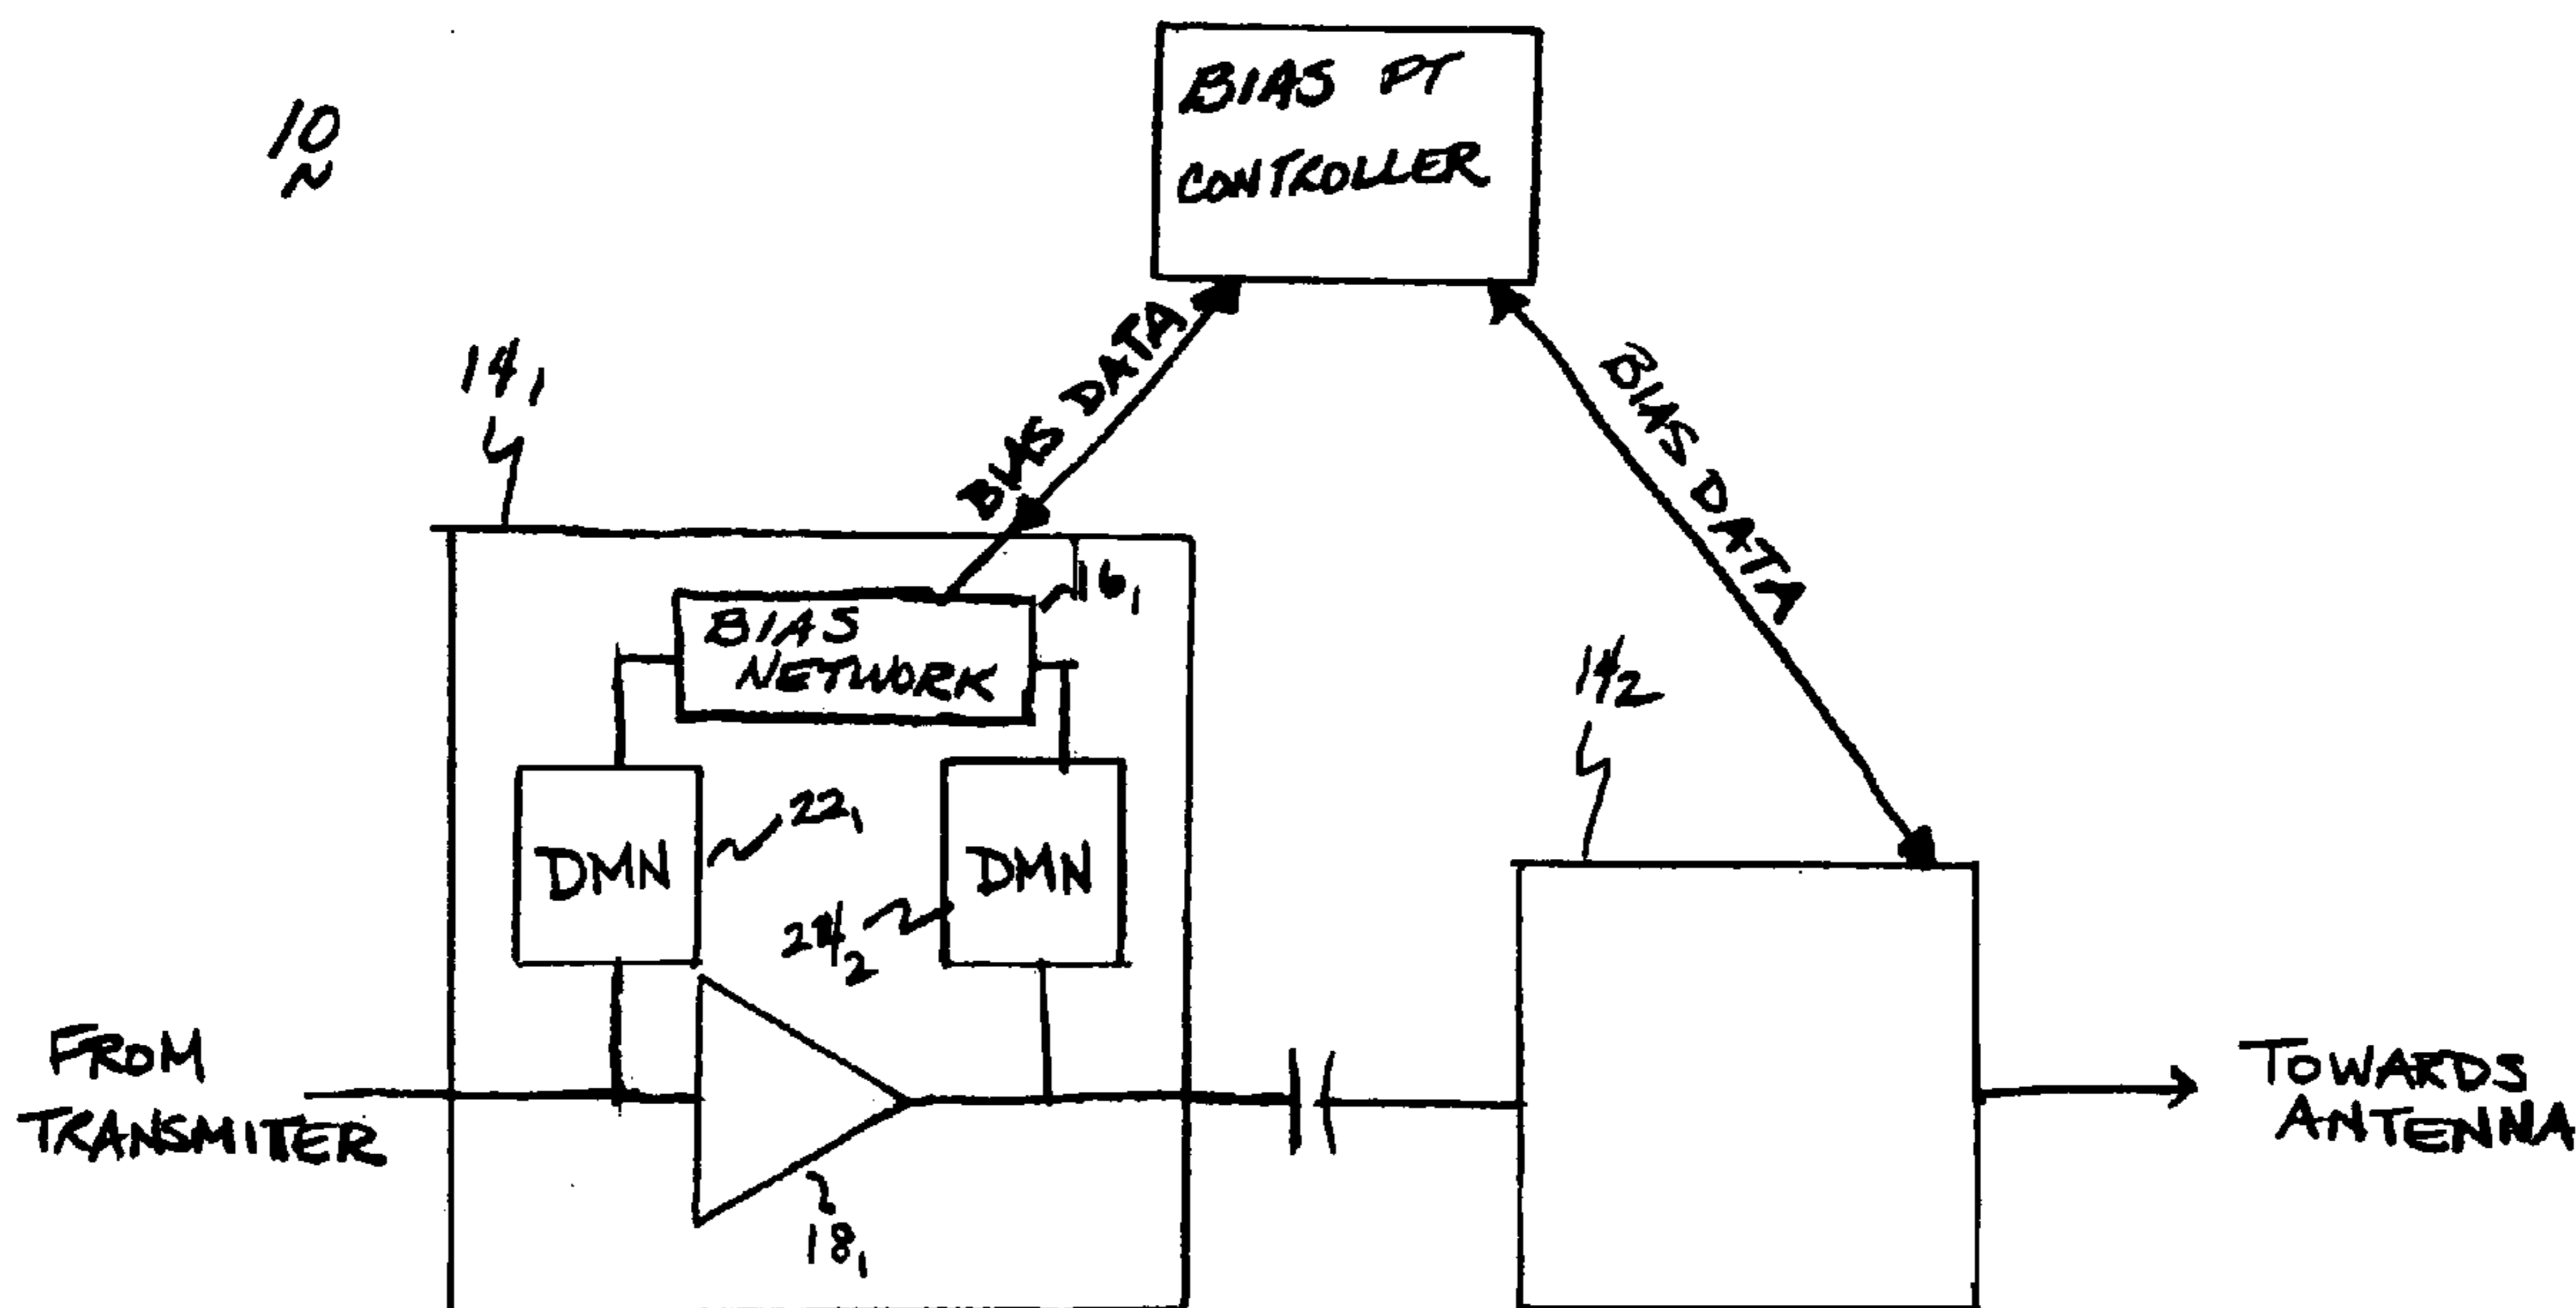 10
BIAS PT
CONTROLLER
BIAS DATA
BIAS DATA
14₁
16₁
BIAS
NETWORK
14₂
DMN
22₁
DMN
24₂
FROM
TRANSMITTER
18₁
TOWARDS
ANTENNA